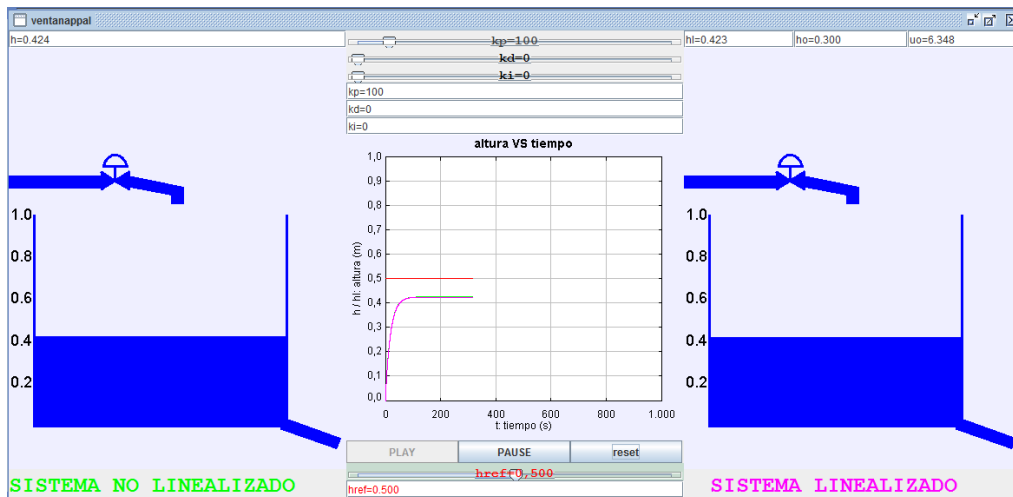 ventanappal
h=0.424
kp=100
kd=0
ki=0
kp=100
kd=0
ki=0
hl=0.423
ho=0.300
uo=6.348
1.0
0.8
0.6
0.4
0.2
SISTEMA NO LINEALIZADO
altura VS tiempo
h / hl: altura (m)
1,0
0,9
0,8
0,7
0,6
0,5
0,4
0,3
0,2
0,1
0,0
0 200 400 600 800 1.000
t: tiempo (s)
PLAY PAUSE reset
href=0,500
href=0.500
1.0
0.8
0.6
0.4
0.2
SISTEMA LINEALIZADO